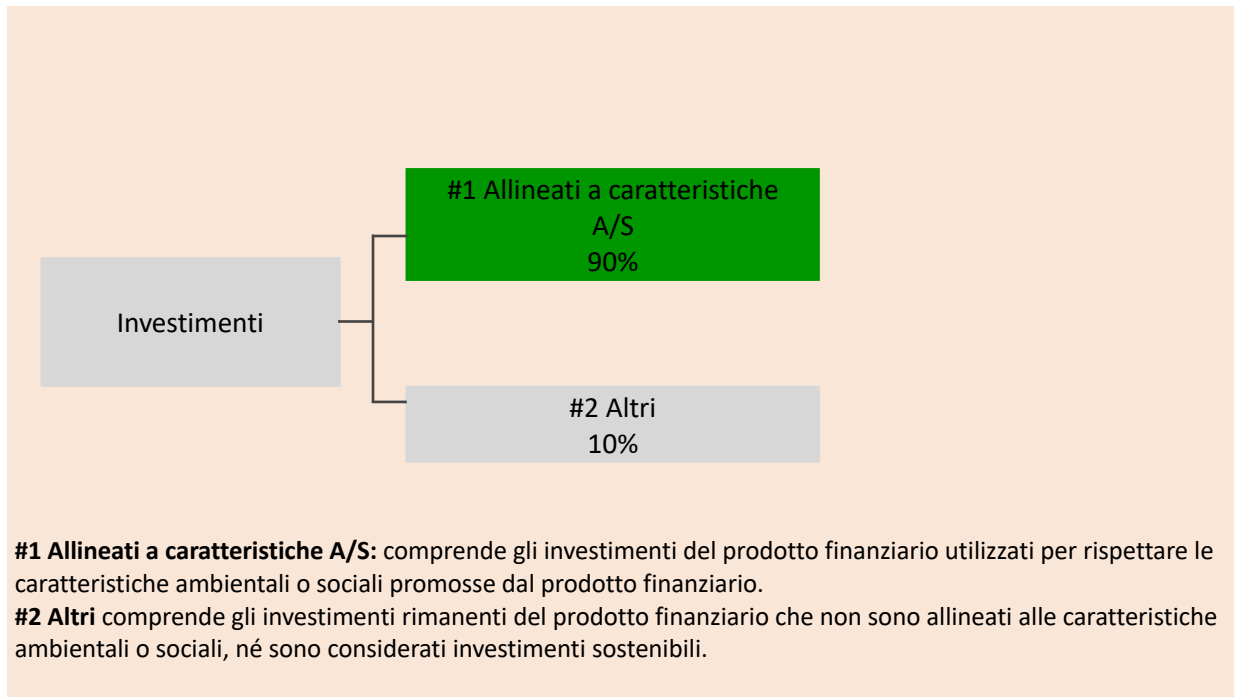 #1 Allineati a caratteristiche
A/S
90%
Investimenti
#2 Altri
10%
#1 Allineati a caratteristiche A/S: comprende gli investimenti del prodotto finanziario utilizzati per rispettare le
caratteristiche ambientali o sociali promosse dal prodotto finanziario.
#2 Altri comprende gli investimenti rimanenti del prodotto finanziario che non sono allineati alle caratteristiche
ambientali o sociali, né sono considerati investimenti sostenibili.